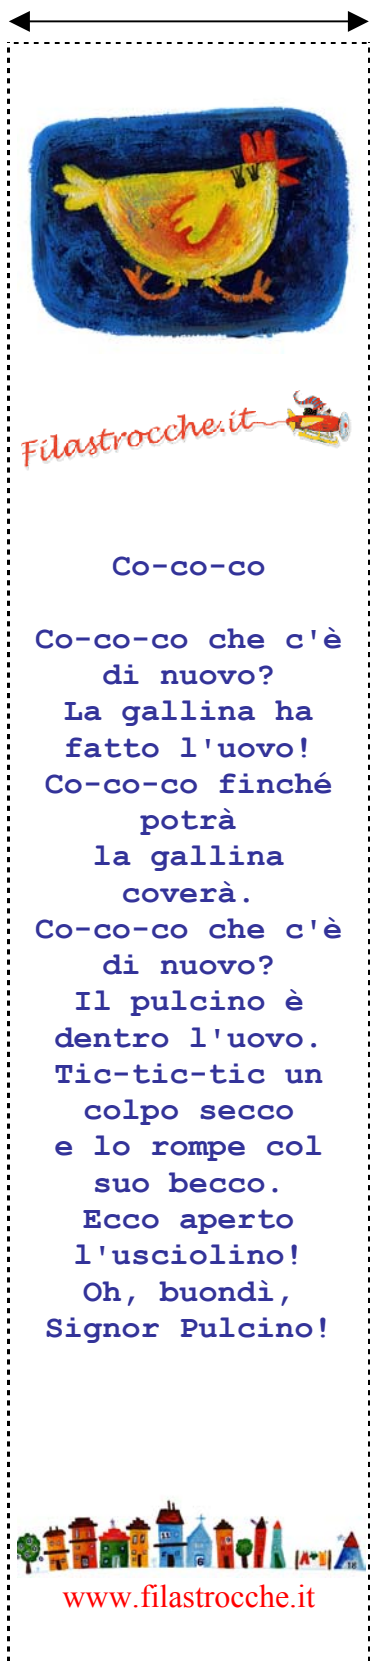 Filastrocche.it
Co-co-co
Co-co-co che c'è
di nuovo?
La gallina ha
fatto l'uovo!
Co-co-co finché
potrà
la gallina
coverà.
Co-co-co che c'è
di nuovo?
Il pulcino è
dentro l'uovo.
Tic-tic-tic un
colpo secco
e lo rompe col
suo becco.
Ecco aperto
l'usciolino!
Oh, buondì,
Signor Pulcino!
www.filastrocche.it